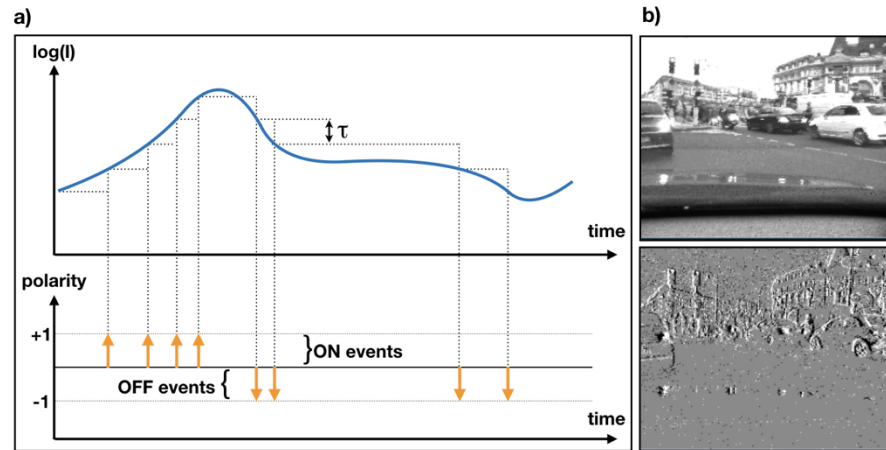 a)
log(I)
τ
time
polarity
+1
ON events
OFF events
-1
time
b)